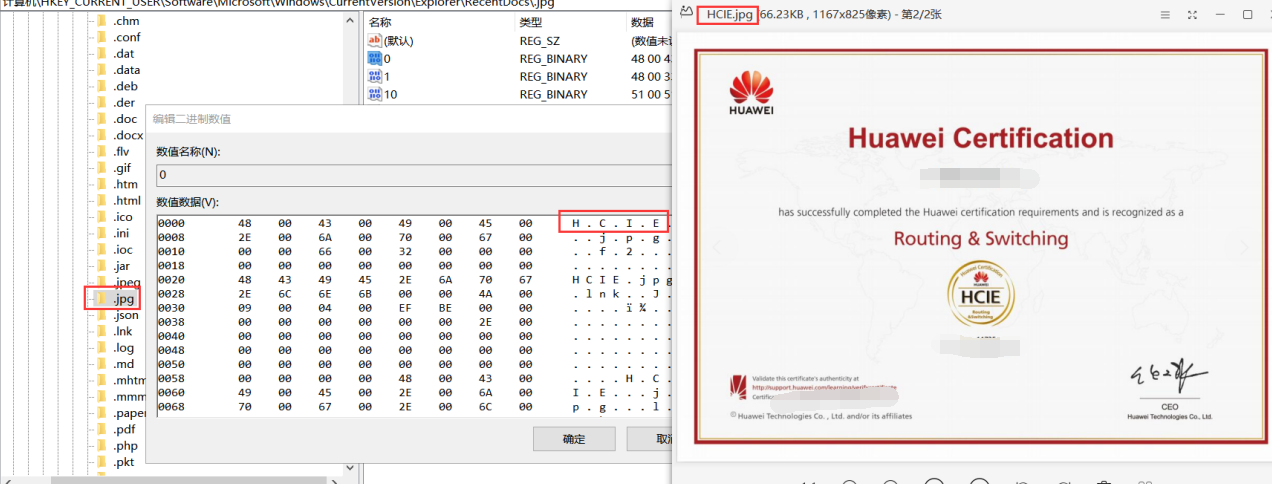 计算机\HKEY_CURRENT_USER\Software\Microsoft\Windows\CurrentVersion\Explorer\RecentDocs\.jpg
.chm
.conf
.dat
.data
.deb
.der
.doc
.docx
.flv
.gif
.htm
.html
.ico
.ini
.ioc
.jar
.jpeg
.jpg
.json
.lnk
.log
.md
.mhtm
.mmm
.paper
.pdf
.php
.pkt
名称 类型 数据
ab (默认) REG_SZ (数值未
0 REG_BINARY 48 00 4
1 REG_BINARY 48 00 3
10 REG_BINARY 51 00 5
编辑二进制数值
数值名称(N):
0
数值数据(V):
0000 48 00 43 00 49 00 45 00 H . C . I . E .
0008 2E 00 6A 00 70 00 67 00 . . j . p . g .
0010 00 00 66 00 32 00 00 00 . . f . 2 . . .
0018 00 00 00 00 00 00 00 00 . . . . . . . .
0020 48 43 49 45 2E 6A 70 67 H C I E . j p g
0028 2E 6C 6E 6B 00 00 4A 00 . l n k . . J .
0030 09 00 04 00 EF BE 00 00 . . . . ï ¾ . .
0038 00 00 00 00 00 00 2E 00 . . . . . . . .
0040 00 00 00 00 00 00 00 00 . . . . . . . .
0048 00 00 00 00 00 00 00 00 . . . . . . . .
0050 00 00 00 00 00 00 00 00 . . . . . . . .
0058 00 00 00 00 48 00 43 00 . . . . H . C .
0060 49 00 45 00 2E 00 6A 00 I . E . . . j .
0068 70 00 67 00 2E 00 6C 00 p . g . . . l .
确定
HCIE.jpg (66.23KB , 1167x825像素) - 第2/2张
HUAWEI
Huawei Certification
has successfully completed the Huawei certification requirements and is recognized as a
Routing & Switching
Huawei Certification
HUAWEI
HCIE
Routing
&Switching
Validate this certificate's authenticity at
http://support.huawei.com/learning/verifycertificate
© Huawei Technologies Co. , Ltd. and/or its affiliates
CEO
Huawei Technologies Co., Ltd.